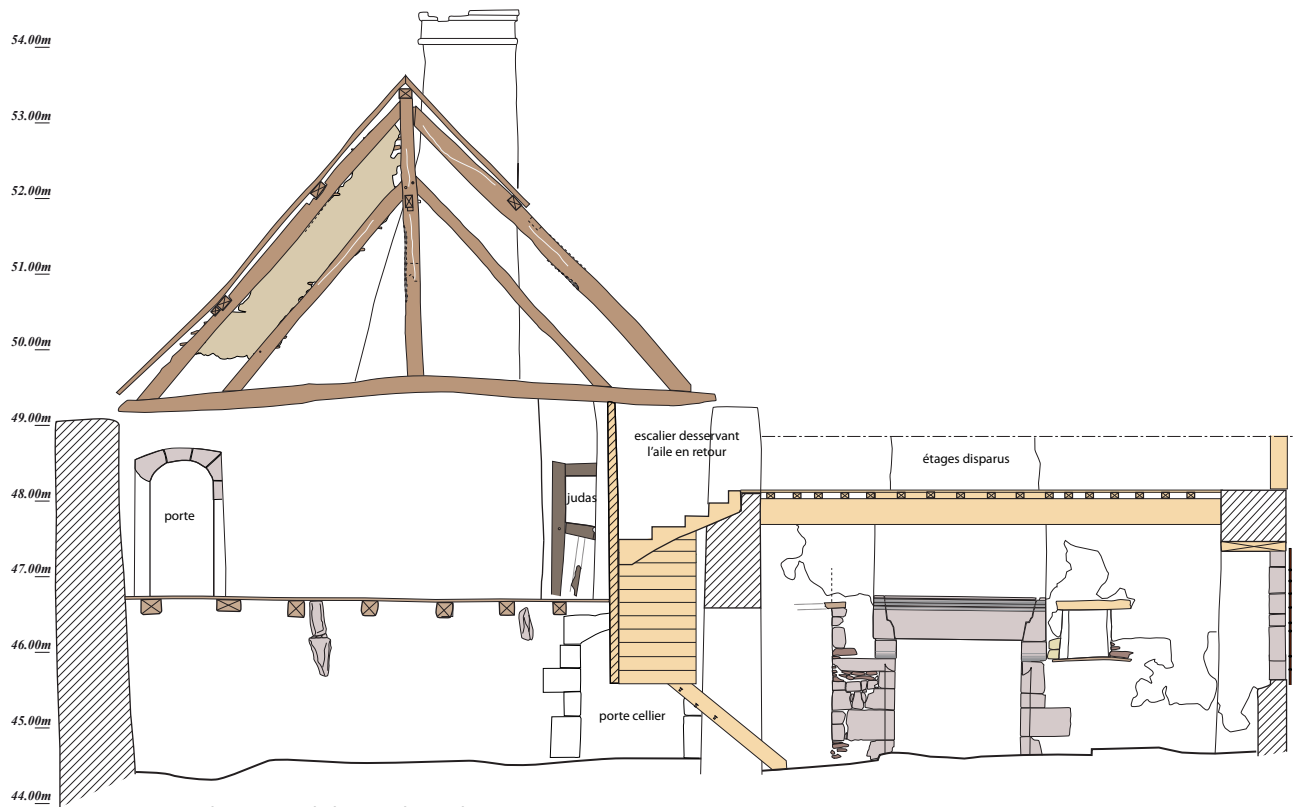 54.00m
53.00m
52.00m
51.00m
50.00m
49.00m
escalier desservant
l'aile en retour
étages disparus
48.00m
judas
porte
47.00m
46.00m
45.00m
porte cellier
44.00m